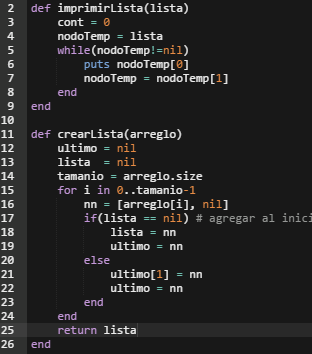 2 def imprimirLista(lista)
3 cont = 0
4 nodoTemp = lista
5 while(nodoTemp!=nil)
6 puts nodoTemp[0]
7 nodoTemp = nodoTemp[1]
8 end
9 end
10
11 def crearLista(arreglo)
12 ultimo = nil
13 lista = nil
14 tamanio = arreglo.size
15 for i in 0..tamanio-1
16 nn = [arreglo[i], nil]
17 if(lista == nil) # agregar al inici
18 lista = nn
19 ultimo = nn
20 else
21 ultimo[1] = nn
22 ultimo = nn
23 end
24 end
25 return lista
26 end